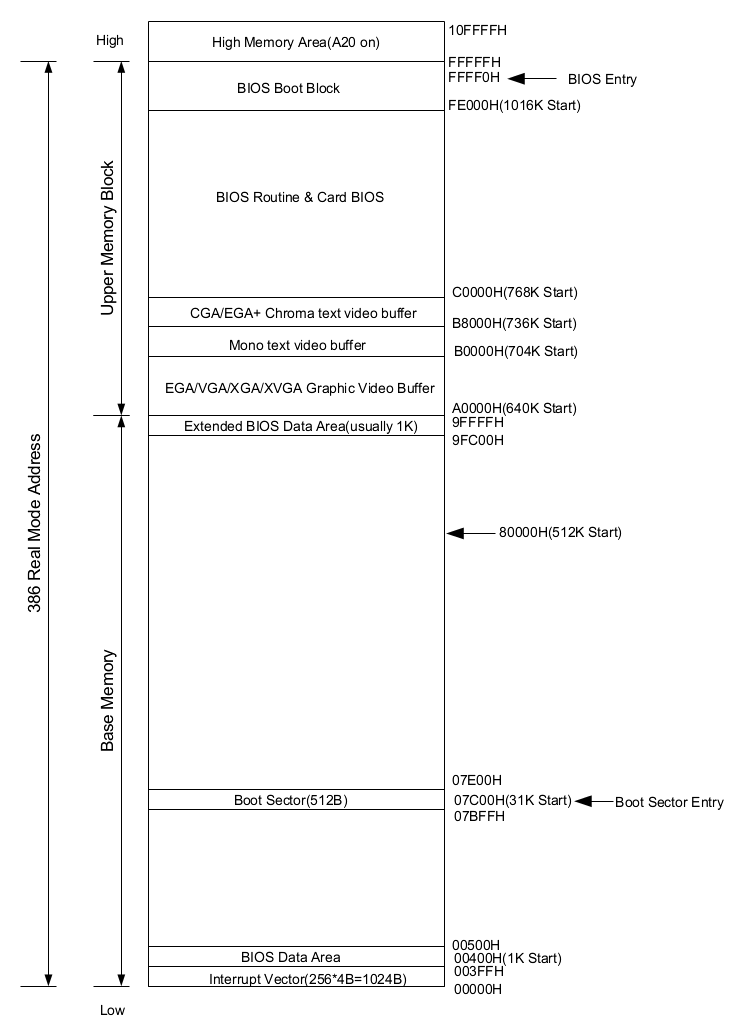 High
High Memory Area(A20 on)
10FFFFH
FFFFFH
FFFF0H
BIOS Entry
BIOS Boot Block
FE000H(1016K Start)
Upper Memory Block
BIOS Routine & Card BIOS
C0000H(768K Start)
CGA/EGA+ Chroma text video buffer
B8000H(736K Start)
Mono text video buffer
B0000H(704K Start)
EGA/VGA/XGA/XVGA Graphic Video Buffer
A0000H(640K Start)
9FFFFH
Extended BIOS Data Area(usually 1K)
9FC00H
386 Real Mode Address
80000H(512K Start)
Base Memory
07E00H
Boot Sector(512B)
07C00H(31K Start)
Boot Sector Entry
07BFFH
00500H
BIOS Data Area
00400H(1K Start)
003FFH
Interrupt Vector(256*4B=1024B)
00000H
Low